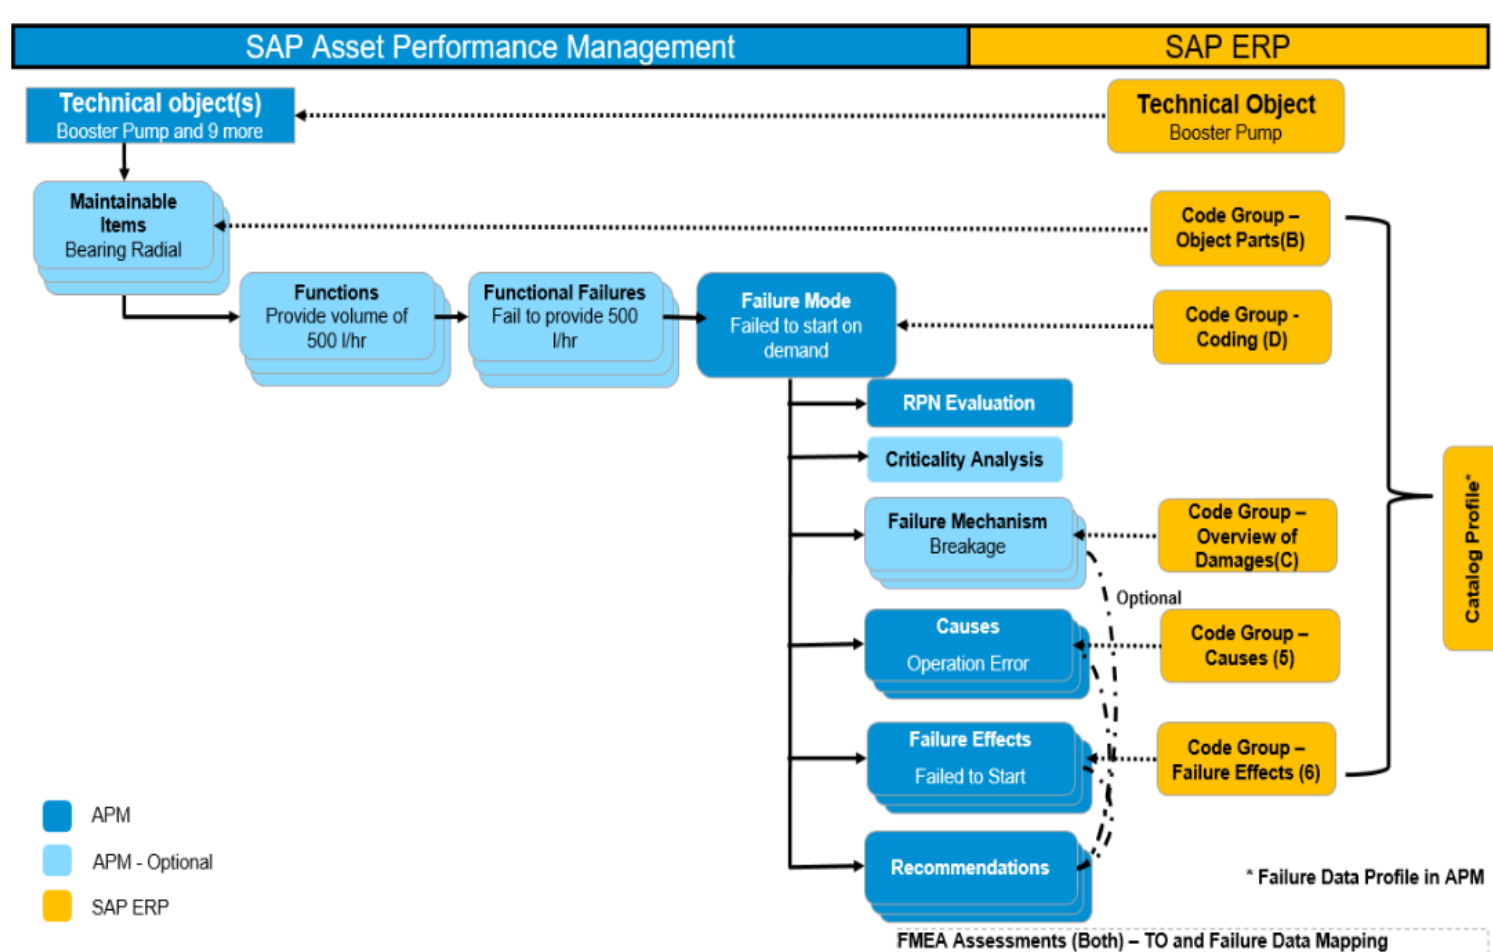 SAP Asset Performance Management
SAP ERP
Technical object(s)
Booster Pump and 9 more
Technical Object
Booster Pump
Maintainable
Items
Bearing Radial
Code Group –
Object Parts(B)
Functions
Provide volume of
500 l/hr
Functional Failures
Fail to provide 500
l/hr
Failure Mode
Failed to start on
demand
Code Group -
Coding (D)
RPN Evaluation
Criticality Analysis
Failure Mechanism
Breakage
Code Group –
Overview of
Damages(C)
Catalog Profile*
Optional
Causes
Operation Error
Code Group –
Causes (5)
Failure Effects
Failed to Start
Code Group –
Failure Effects (6)
Recommendations
APM
APM - Optional
SAP ERP
* Failure Data Profile in APM
FMEA Assessments (Both) – TO and Failure Data Mapping